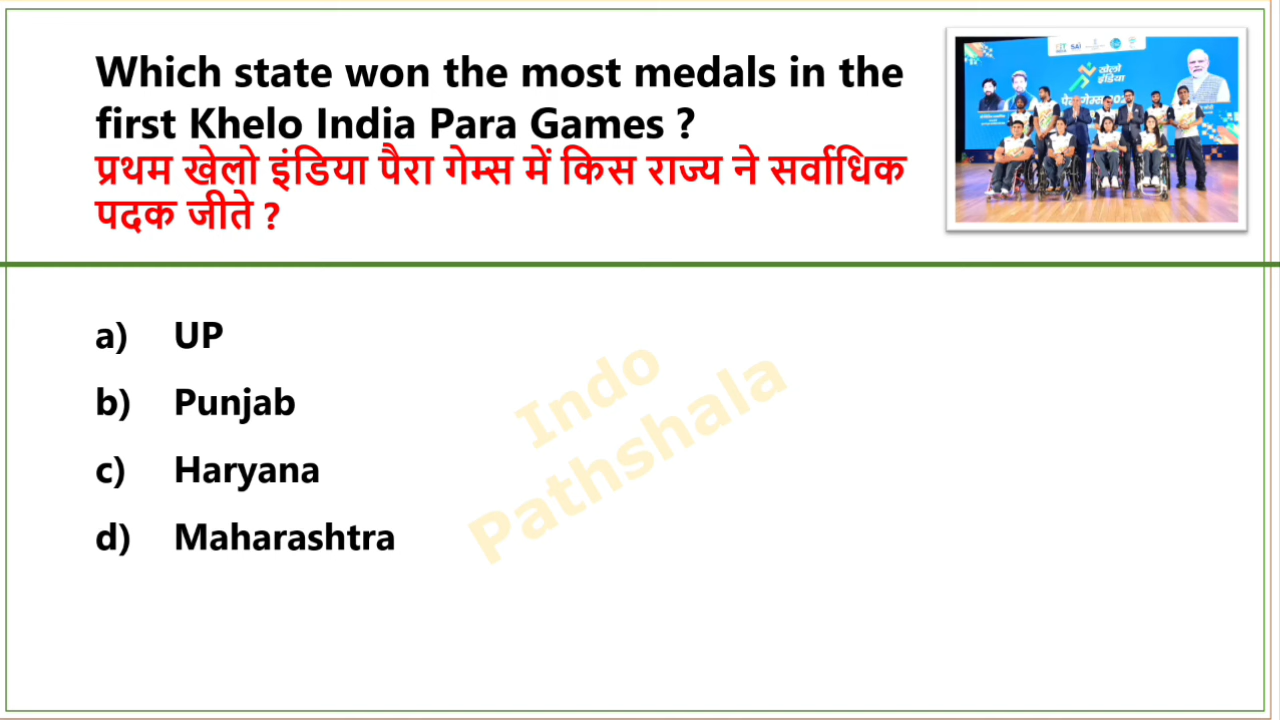 Which state won the most medals in the
first Khelo India Para Games ?
प्रथम खेलो इंडिया पैरा गेम्स में किस राज्य ने सर्वाधिक
पदक जीते ?
खेलो
इंडिया
SAI
a) UP
b) Punjab
c) Haryana
d) Maharashtra
Indo
Pathshala